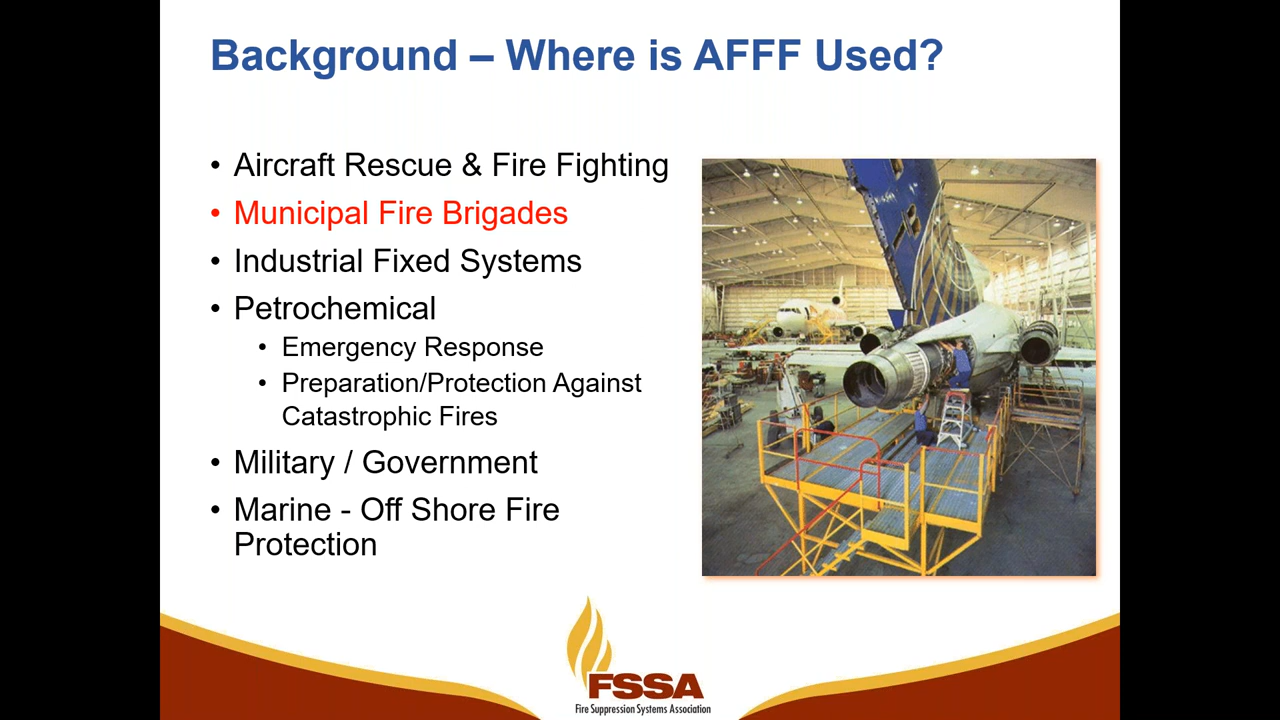 Background – Where is AFFF Used?
• Aircraft Rescue & Fire Fighting
• Municipal Fire Brigades
• Industrial Fixed Systems
• Petrochemical
• Emergency Response
• Preparation/Protection Against
Catastrophic Fires
• Military / Government
• Marine - Off Shore Fire
Protection
FSSA
Fire Suppression Systems Association